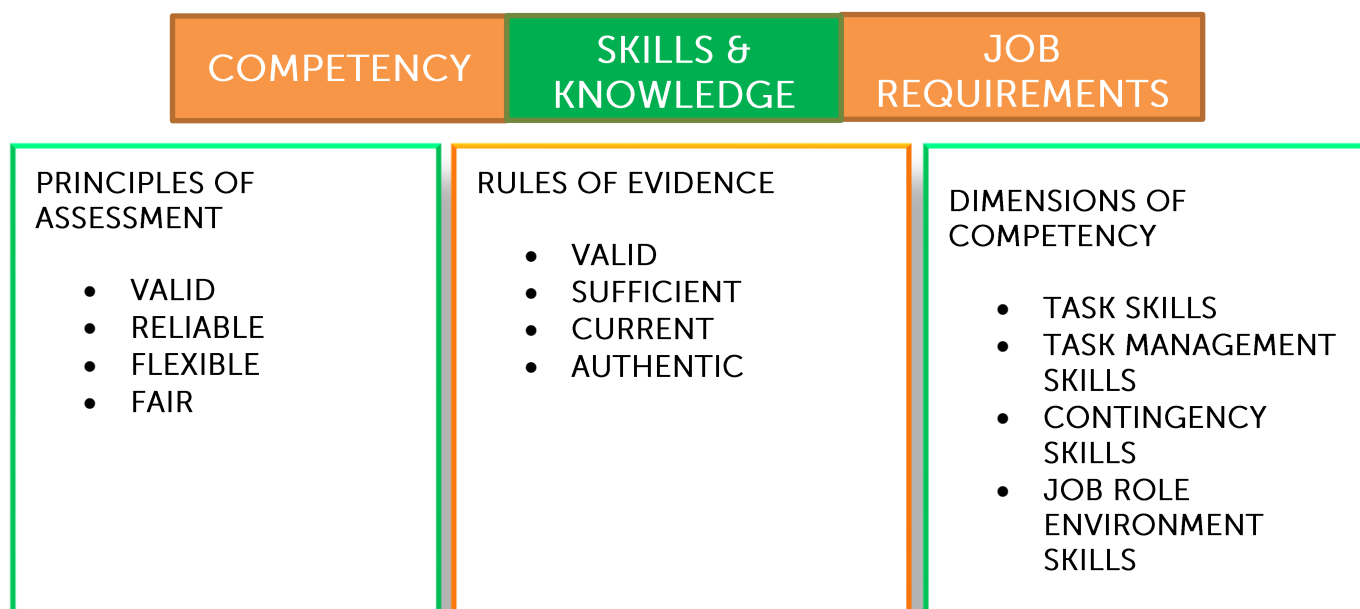 COMPETENCY
SKILLS &
KNOWLEDGE
JOB
REQUIREMENTS
PRINCIPLES OF
ASSESSMENT
• VALID
• RELIABLE
• FLEXIBLE
• FAIR
RULES OF EVIDENCE
• VALID
• SUFFICIENT
• CURRENT
• AUTHENTIC
DIMENSIONS OF
COMPETENCY
• TASK SKILLS
• TASK MANAGEMENT
SKILLS
• CONTINGENCY
SKILLS
• JOB ROLE
ENVIRONMENT
SKILLS